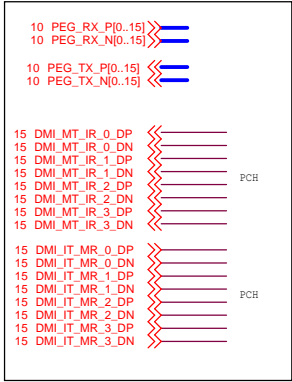 10 PEG_RX_P[0..15]
10 PEG_RX_N[0..15]
10 PEG_TX_P[0..15]
10 PEG_TX_N[0..15]
15 DMI_MT_IR_0_DP
15 DMI_MT_IR_0_DN
15 DMI_MT_IR_1_DP
15 DMI_MT_IR_1_DN
15 DMI_MT_IR_2_DP
15 DMI_MT_IR_2_DN
15 DMI_MT_IR_3_DP
15 DMI_MT_IR_3_DN
PCH
15 DMI_IT_MR_0_DP
15 DMI_IT_MR_0_DN
15 DMI_IT_MR_1_DP
15 DMI_IT_MR_1_DN
15 DMI_IT_MR_2_DP
15 DMI_IT_MR_2_DN
15 DMI_IT_MR_3_DP
15 DMI_IT_MR_3_DN
PCH